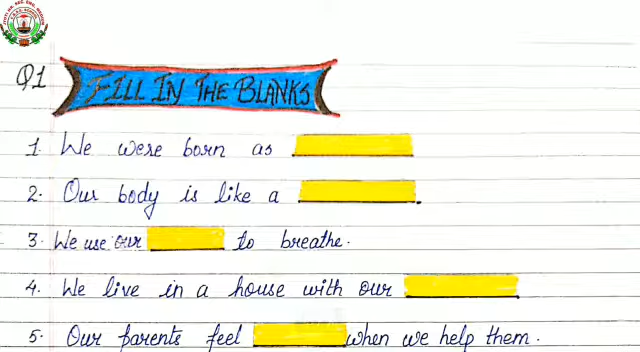 Q1 FILL IN THE BLANKS
1. We were born as
2. Our body is like a .
3. We use our to breathe.
4. We live in a house with our
5. Our parents feel when we help them.